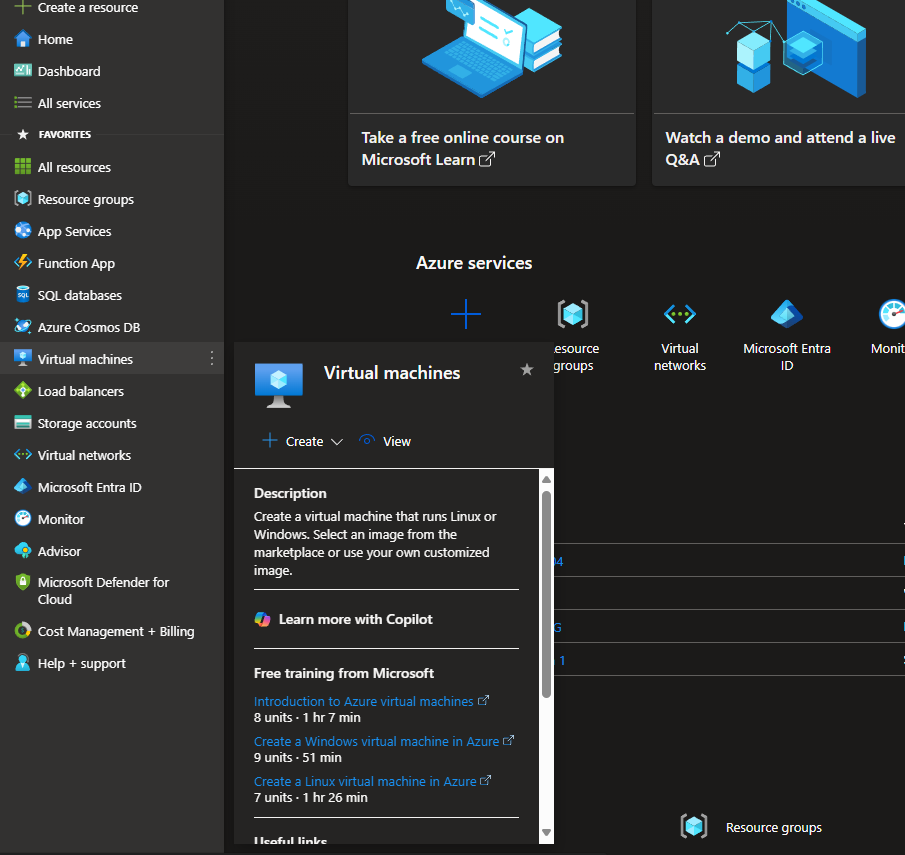 Create a resource
Home
Dashboard
All services
FAVORITES
All resources
Resource groups
App Services
Function App
SQL databases
Azure Cosmos DB
Virtual machines
Load balancers
Storage accounts
Virtual networks
Microsoft Entra ID
Monitor
Advisor
Microsoft Defender for
Cloud
Cost Management + Billing
Help + support
Take a free online course on
Microsoft Learn
Watch a demo and attend a live
Q&A
Azure services
esource
groups
Virtual
networks
Microsoft Entra
ID
Monit
Virtual machines
Create
View
Description
Create a virtual machine that runs Linux or
Windows. Select an image from the
marketplace or use your own customized
image.
Learn more with Copilot
Free training from Microsoft
Introduction to Azure virtual machines
8 units · 1 hr 7 min
Create a Windows virtual machine in Azure
9 units · 51 min
Create a Linux virtual machine in Azure
7 units · 1 hr 26 min
Useful links
04
G
1
Resource groups